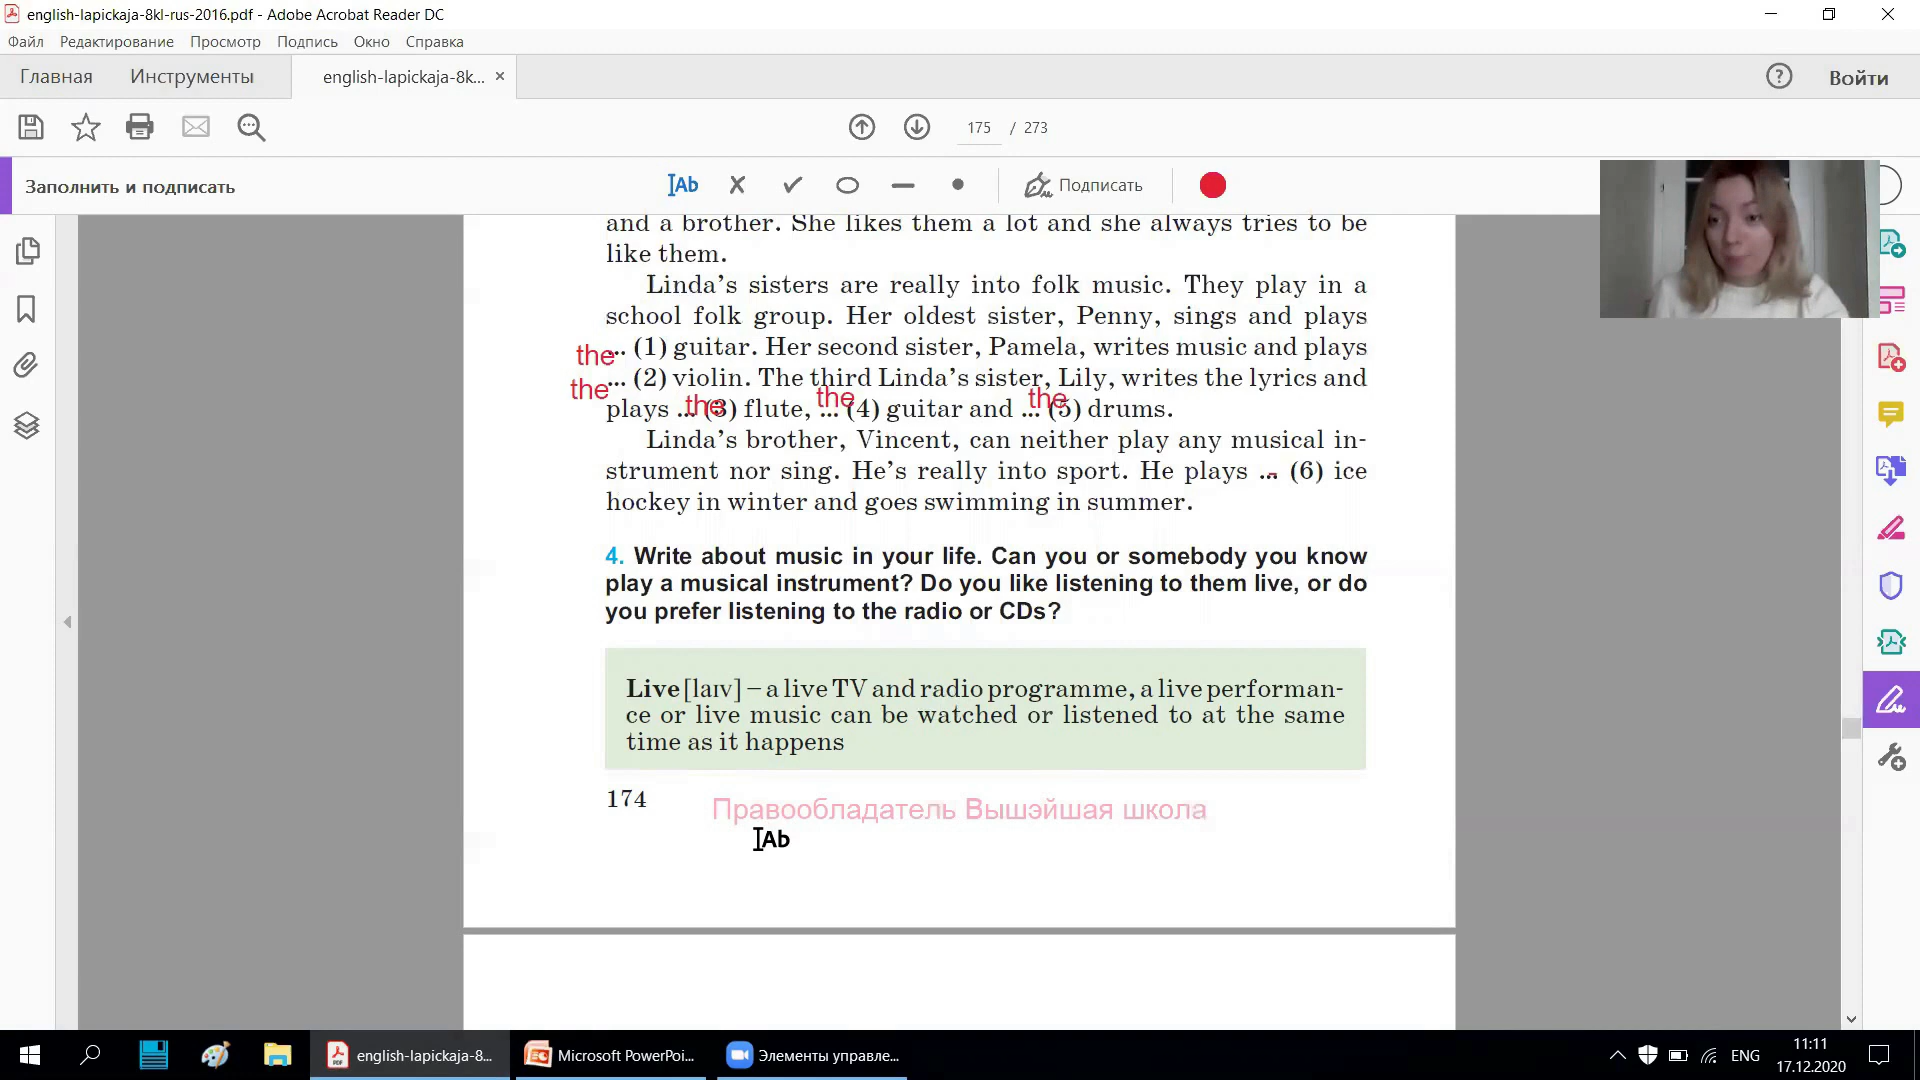 english-lapickaja-8kl-rus-2016.pdf - Adobe Acrobat Reader DC
Файл Редактирование Просмотр Подпись Окно Справка
Главная Инструменты english-lapickaja-8k... × Войти
175 / 273
Заполнить и подписать Ab Подписать
and a brother. She likes them a lot and she always tries to be
like them.
Linda's sisters are really into folk music. They play in a
school folk group. Her oldest sister, Penny, sings and plays
the ... (1) guitar. Her second sister, Pamela, writes music and plays
the ... (2) violin. The third Linda's sister, Lily, writes the lyrics and
plays ... the (3) flute, ... the (4) guitar and ... the (5) drums.
Linda's brother, Vincent, can neither play any musical in-
strument nor sing. He's really into sport. He plays ... - (6) ice
hockey in winter and goes swimming in summer.
4. Write about music in your life. Can you or somebody you know
play a musical instrument? Do you like listening to them live, or do
you prefer listening to the radio or CDs?
Live [laɪv] – a live TV and radio programme, a live performan-
ce or live music can be watched or listened to at the same
time as it happens
174
Правообладатель Вышэйшая школа
Ab
english-lapickaja-8... Microsoft PowerPoi... Элементы управле... ENG 11:11
17.12.2020